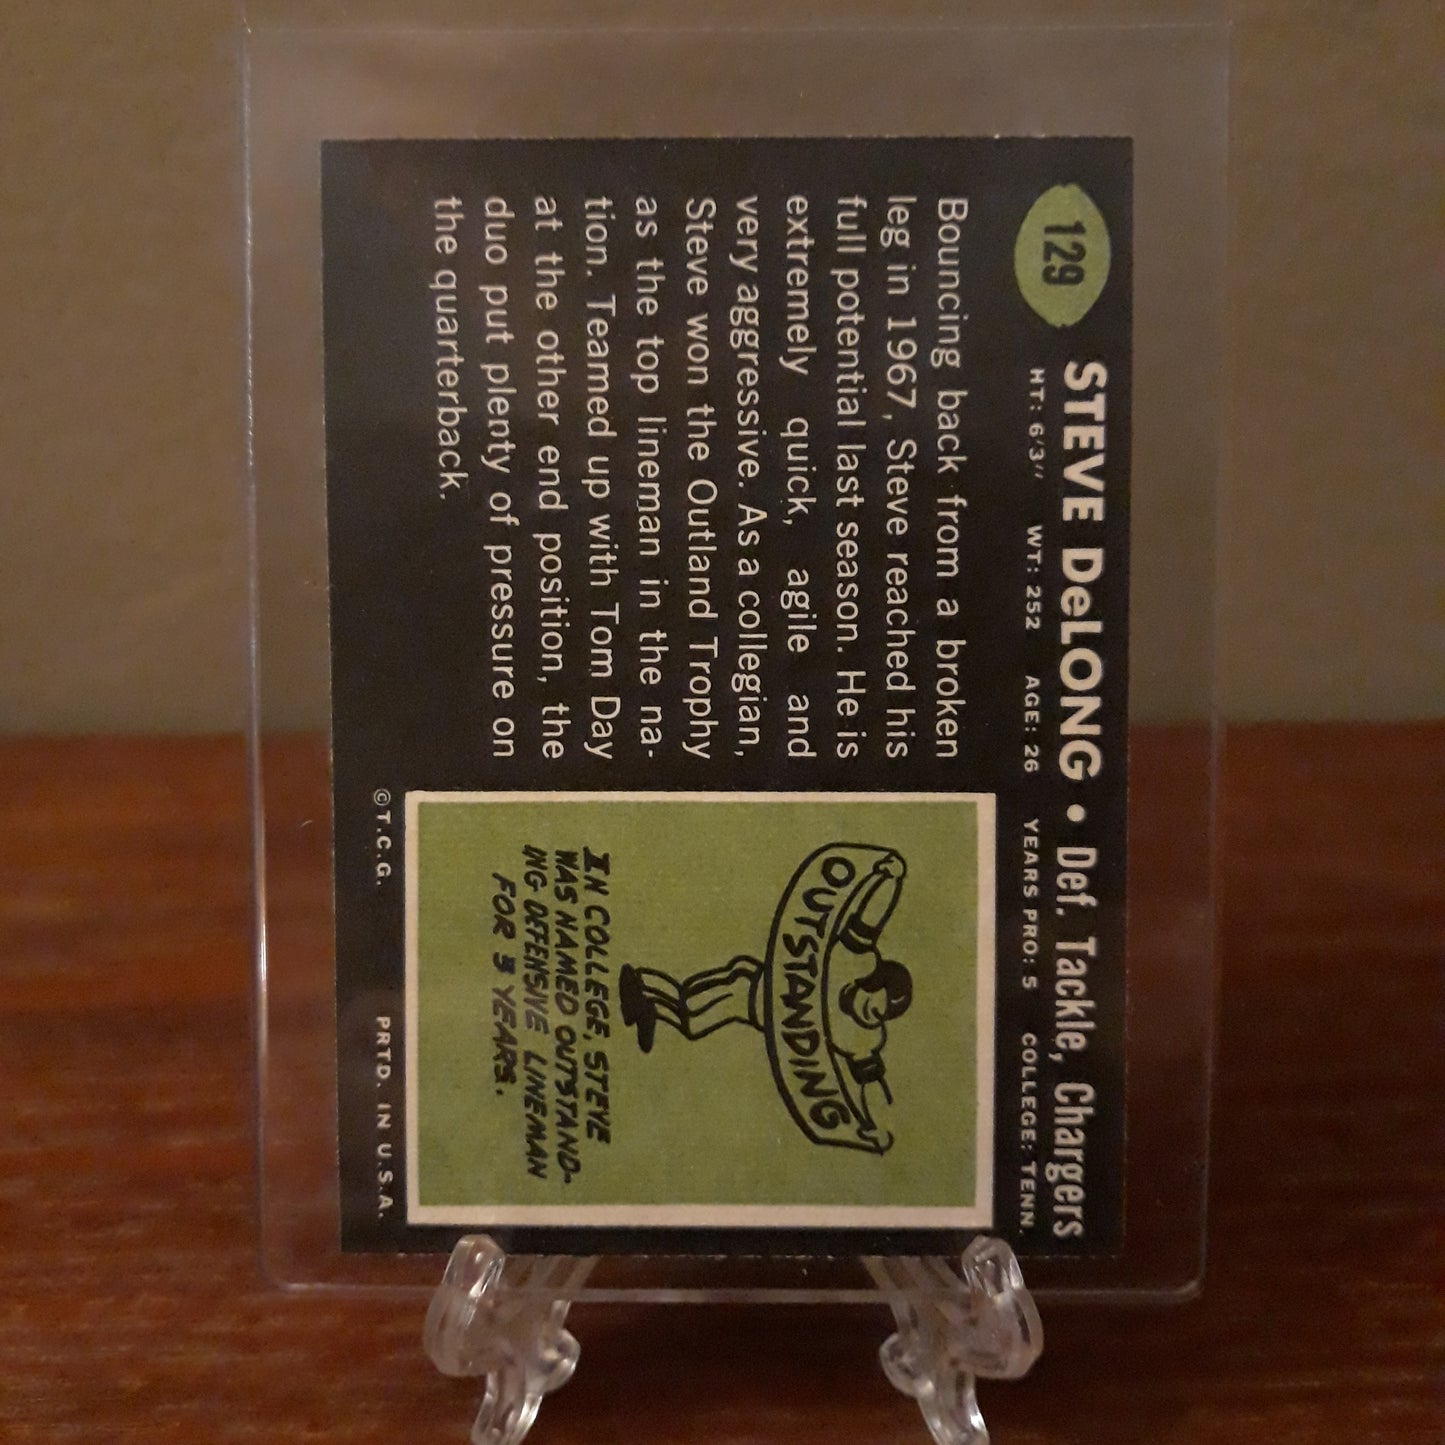 129
STEVE DeLONG • Def. Tackle, Chargers
HT: 6'3" WT: 252 AGE: 26 YEARS PRO: 5 COLLEGE: TENN.
Bouncing back from a broken
leg in 1967, Steve reached his
full potential last season. He is
extremely quick, agile and
very aggressive. As a collegian,
Steve won the Outland Trophy
as the top lineman in the na-
tion. Teamed up with Tom Day
at the other end position, the
duo put plenty of pressure on
the quarterback.
OUTSTANDING
IN COLLEGE, STEVE
WAS NAMED OUTSTAND-
ING DEFENSIVE LINEMAN
FOR 3 YEARS.
©T.C.G. PRTD. IN U.S.A.